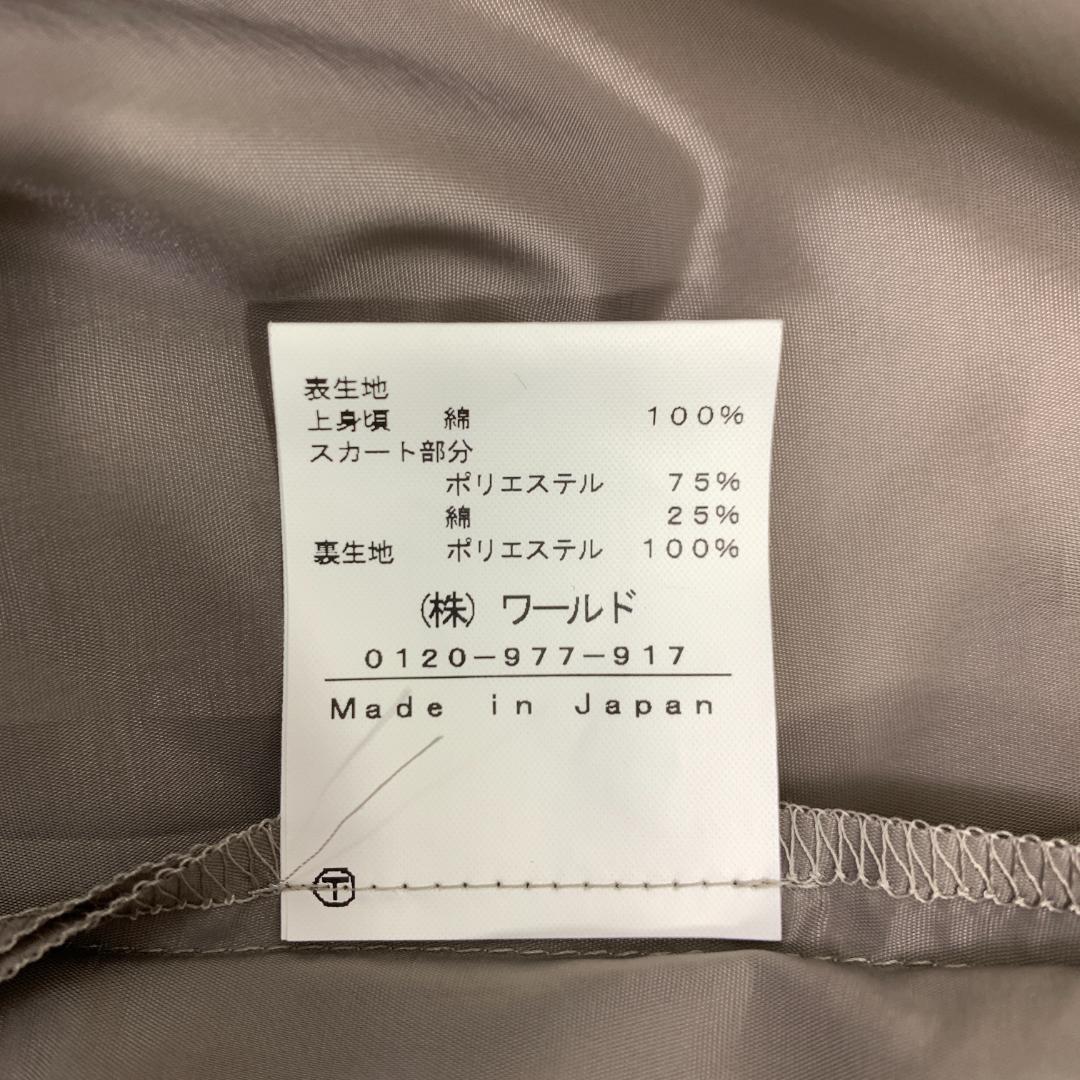 表生地
上身頃 綿 100%
スカート部分
ポリエステル 75%
綿 25%
裏生地 ポリエステル 100%
(株) ワールド
0120-977-917
Made in Japan
T